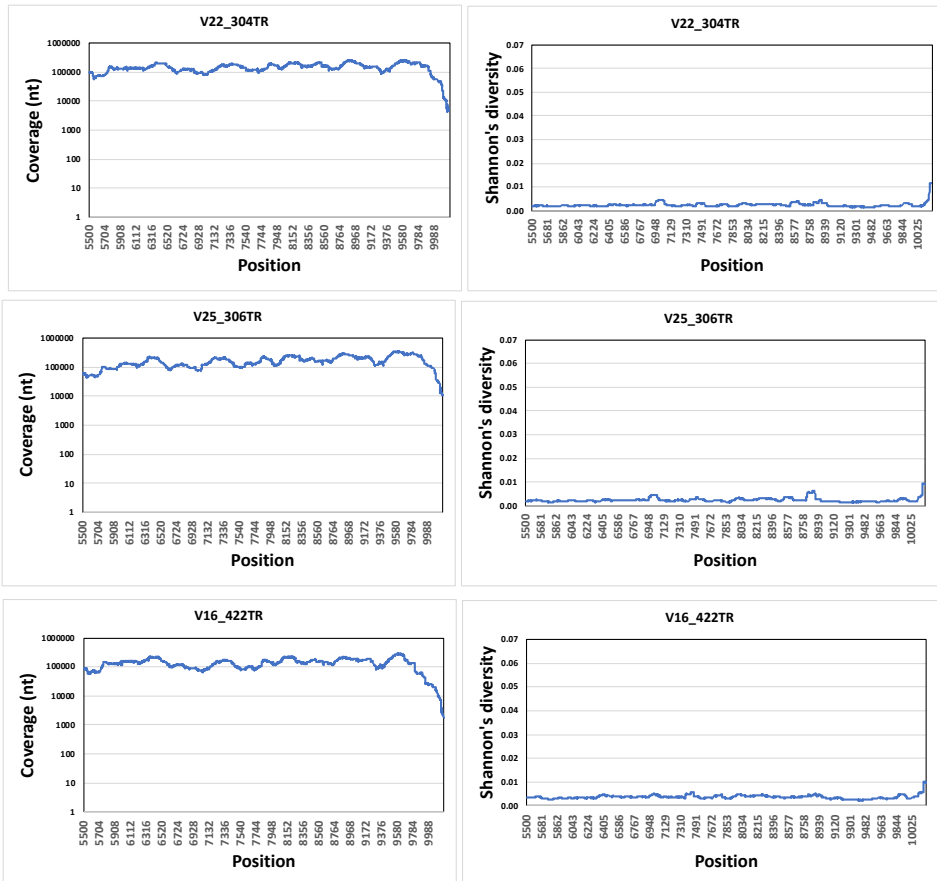 V22_304TR
Coverage (nt)
1000000
100000
10000
1000
100
10
1
5500 5704 5908 6112 6316 6520 6724 6928 7132 7336 7540 7744 7948 8152 8356 8560 8764 8968 9172 9376 9580 9784 9988
Position
V22_304TR
Shannon's diversity
0.07
0.06
0.05
0.04
0.03
0.02
0.01
0.00
5500 5681 5862 6043 6224 6405 6586 6767 6948 7129 7310 7491 7672 7853 8034 8215 8396 8577 8758 8939 9120 9301 9482 9663 9844 10025
Position
V25_306TR
Coverage (nt)
1000000
100000
10000
1000
100
10
1
5500 5704 5908 6112 6316 6520 6724 6928 7132 7336 7540 7744 7948 8152 8356 8560 8764 8968 9172 9376 9580 9784 9988
Position
V25_306TR
Shannon's diversity
0.07
0.06
0.05
0.04
0.03
0.02
0.01
0.00
5500 5681 5862 6043 6224 6405 6586 6767 6948 7129 7310 7491 7672 7853 8034 8215 8396 8577 8758 8939 9120 9301 9482 9663 9844 10025
Position
V16_422TR
Coverage (nt)
1000000
100000
10000
1000
100
10
1
5500 5704 5908 6112 6316 6520 6724 6928 7132 7336 7540 7744 7948 8152 8356 8560 8764 8968 9172 9376 9580 9784 9988
Position
V16_422TR
Shannon's diversity
0.07
0.06
0.05
0.04
0.03
0.02
0.01
0.00
5500 5681 5862 6043 6224 6405 6586 6767 6948 7129 7310 7491 7672 7853 8034 8215 8396 8577 8758 8939 9120 9301 9482 9663 9844 10025
Position